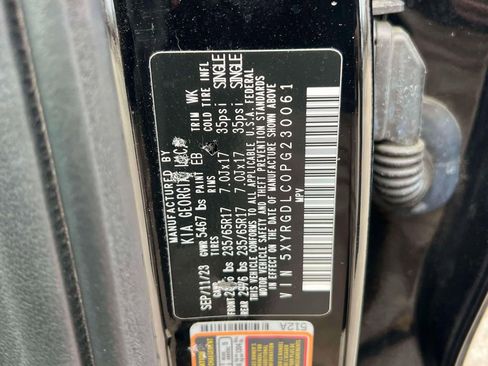 MANUFACTURED BY
KIA GEORGIA INC.
SEP/11/23 GVWR 5467 lbs PAINT EB TRIM WK
TIRES RIMS COLD TIRE INFL
FRONT lbs 235/65R17 7.0Jx17 35psi SINGLE
REAR 2976 lbs 235/65R17 7.0Jx17 35psi SINGLE
THIS VEHICLE CONFORMS TO ALL APPLICABLE U.S.A. FEDERAL
MOTOR VEHICLE SAFETY, BUMPER, AND THEFT PREVENTION STANDARDS
IN EFFECT ON THE DATE OF MANUFACTURE SHOWN ABOVE
VIN 5XYRGDLC0PG230061
MPV
512A